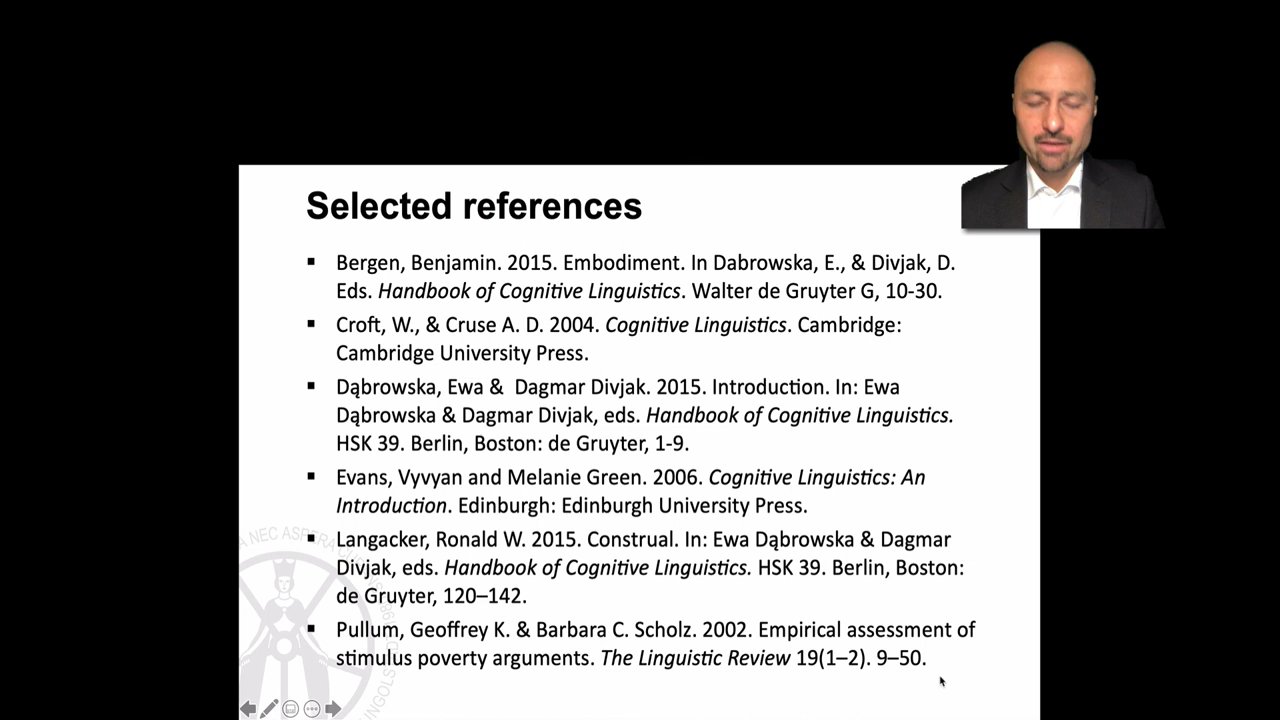 Selected references
▪ Bergen, Benjamin. 2015. Embodiment. In Dabrowska, E., & Divjak, D.
Eds. Handbook of Cognitive Linguistics. Walter de Gruyter G, 10-30.
▪ Croft, W., & Cruse A. D. 2004. Cognitive Linguistics. Cambridge:
Cambridge University Press.
▪ Dąbrowska, Ewa & Dagmar Divjak. 2015. Introduction. In: Ewa
Dąbrowska & Dagmar Divjak, eds. Handbook of Cognitive Linguistics.
HSK 39. Berlin, Boston: de Gruyter, 1-9.
▪ Evans, Vyvyan and Melanie Green. 2006. Cognitive Linguistics: An
Introduction. Edinburgh: Edinburgh University Press.
▪ Langacker, Ronald W. 2015. Construal. In: Ewa Dąbrowska & Dagmar
Divjak, eds. Handbook of Cognitive Linguistics. HSK 39. Berlin, Boston:
de Gruyter, 120–142.
▪ Pullum, Geoffrey K. & Barbara C. Scholz. 2002. Empirical assessment of
stimulus poverty arguments. The Linguistic Review 19(1–2). 9–50.
NEC ASPERA